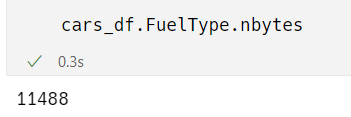 cars_df.FuelType.nbytes
✓ 0.3s
11488